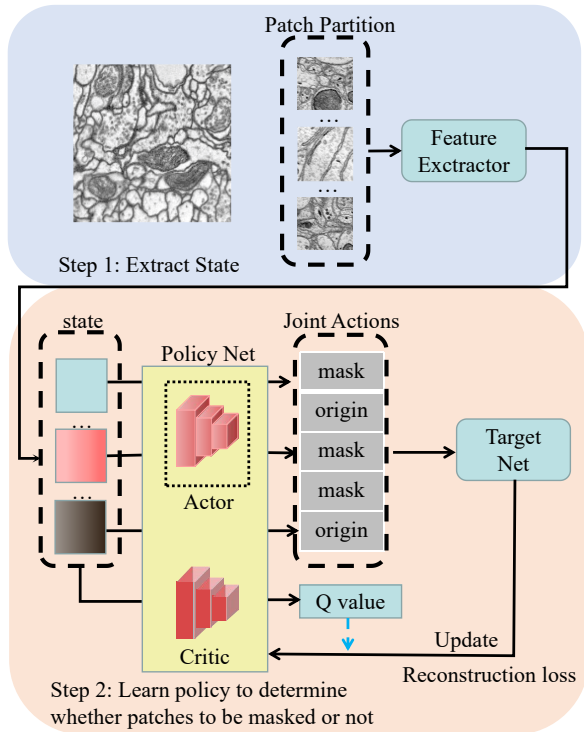 Patch Partition
...
...
Feature
Exctractor
Step 1: Extract State
state
...
...
Policy Net
Actor
Critic
Joint Actions
mask
origin
mask
mask
origin
Target
Net
Q value
Update
Reconstruction loss
Step 2: Learn policy to determine
whether patches to be masked or not